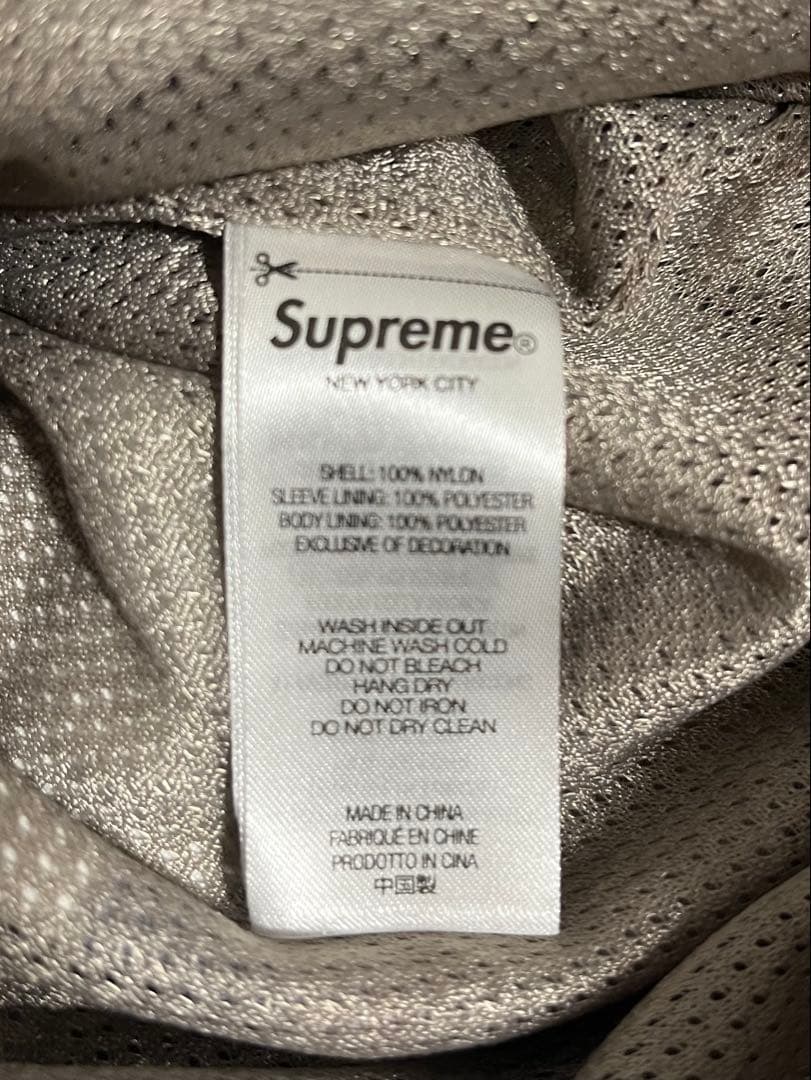 Supreme®
NEW YORK CITY
SHELL: 100% NYLON
SLEEVE LINING: 100% POLYESTER
BODY LINING: 100% POLYESTER
EXCLUSIVE OF DECORATION
WASH INSIDE OUT
MACHINE WASH COLD
DO NOT BLEACH
HANG DRY
DO NOT IRON
DO NOT DRY CLEAN
MADE IN CHINA
FABRIQUÉ EN CHINE
PRODOTTO IN CINA
中国製